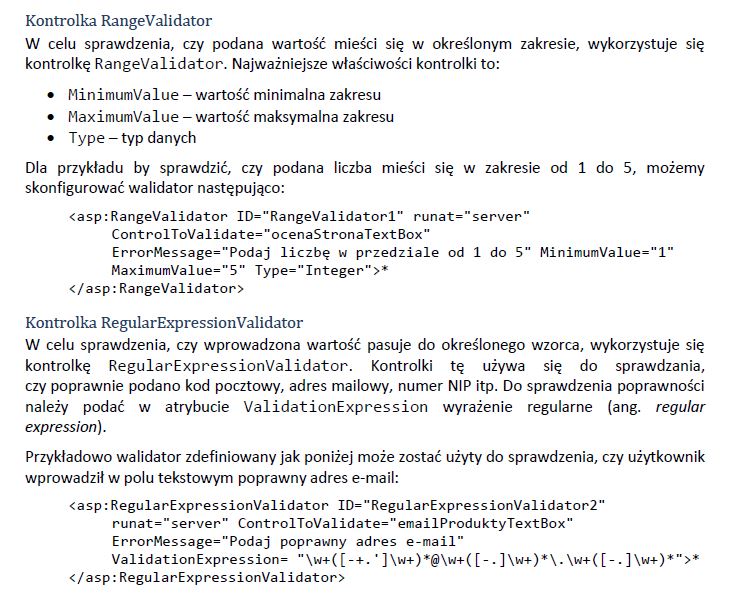 Kontrolka RangeValidator
W celu sprawdzenia, czy podana wartość mieści się w określonym zakresie, wykorzystuje się
kontrolkę RangeValidator. Najważniejsze właściwości kontrolki to:
• MinimumValue – wartość minimalna zakresu
• MaximumValue – wartość maksymalna zakresu
• Type – typ danych
Dla przykładu by sprawdzić, czy podana liczba mieści się w zakresie od 1 do 5, możemy
skonfigurować walidator następująco:
<asp:RangeValidator ID="RangeValidator1" runat="server"
ControlToValidate="ocenaStronaTextBox"
ErrorMessage="Podaj liczbę w przedziale od 1 do 5" MinimumValue="1"
MaximumValue="5" Type="Integer">*
</asp:RangeValidator>
Kontrolka RegularExpressionValidator
W celu sprawdzenia, czy wprowadzona wartość pasuje do określonego wzorca, wykorzystuje się
kontrolkę RegularExpressionValidator. Kontrolki tę używa się do sprawdzania,
czy poprawnie podano kod pocztowy, adres mailowy, numer NIP itp. Do sprawdzenia poprawności
należy podać w atrybucie ValidationExpression wyrażenie regularne (ang. regular
expression).
Przykładowo walidator zdefiniowany jak poniżej może zostać użyty do sprawdzenia, czy użytkownik
wprowadził w polu tekstowym poprawny adres e-mail:
<asp:RegularExpressionValidator ID="RegularExpressionValidator2"
runat="server" ControlToValidate="emailProduktyTextBox"
ErrorMessage="Podaj poprawny adres e-mail"
ValidationExpression= "\w+([-+.']\w+)*@\w+([-.]\w+)*\.\w+([-.]\w+)*">*
</asp:RegularExpressionValidator>